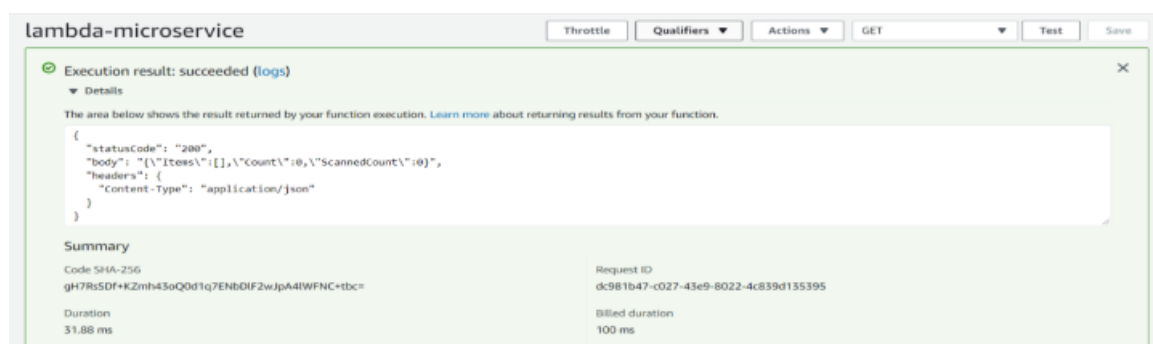 lambda-microservice
Throttle Qualifiers ▼ Actions ▼ GET ▼ Test Save
Execution result: succeeded (logs)
▼ Details
The area below shows the result returned by your function execution. Learn more about returning results from your function.
{
"statusCode": "200",
"body": "{\"Items\":[],\"Count\":0,\"ScannedCount\":0}",
"headers": {
"Content-Type": "application/json"
}
}
Summary
Code SHA-256 Request ID
gH7RsSDf+KZmh43oQ0d1q7ENbDlF2wJpA4lWFNC+tbc= dc981b47-c027-43e9-8022-4c839d135395
Duration Billed duration
31.88 ms 100 ms